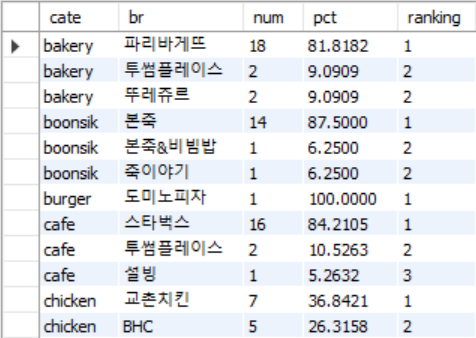 cate br num pct ranking
bakery 파리바게뜨 18 81.8182 1
bakery 투썸플레이스 2 9.0909 2
bakery 뚜레쥬르 2 9.0909 2
boonsik 본죽 14 87.5000 1
boonsik 본죽&비빔밥 1 6.2500 2
boonsik 죽이야기 1 6.2500 2
burger 도미노피자 1 100.0000 1
cafe 스타벅스 16 84.2105 1
cafe 투썸플레이스 2 10.5263 2
cafe 설빙 1 5.2632 3
chicken 교촌치킨 7 36.8421 1
chicken BHC 5 26.3158 2